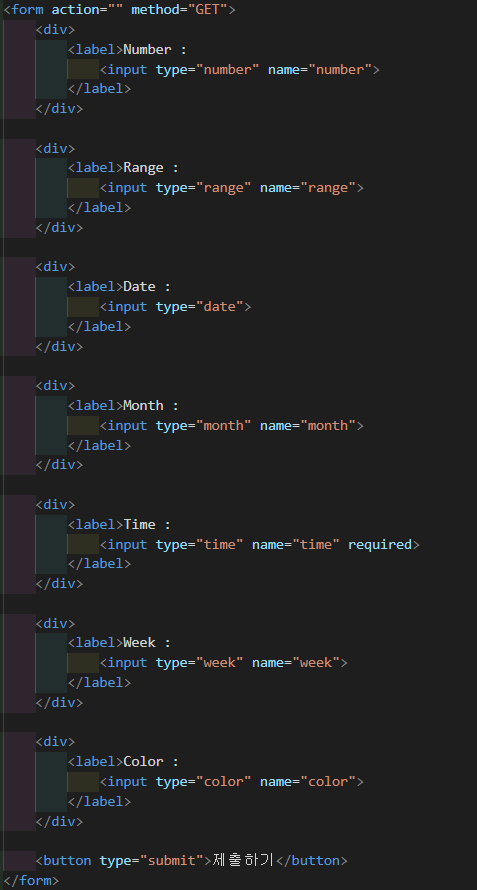 <form action="" method="GET">
<div>
<label>Number :
<input type="number" name="number">
</label>
</div>
<div>
<label>Range :
<input type="range" name="range">
</label>
</div>
<div>
<label>Date :
<input type="date">
</label>
</div>
<div>
<label>Month :
<input type="month" name="month">
</label>
</div>
<div>
<label>Time :
<input type="time" name="time" required>
</label>
</div>
<div>
<label>Week :
<input type="week" name="week">
</label>
</div>
<div>
<label>Color :
<input type="color" name="color">
</label>
</div>
<button type="submit">제출하기</button>
</form>